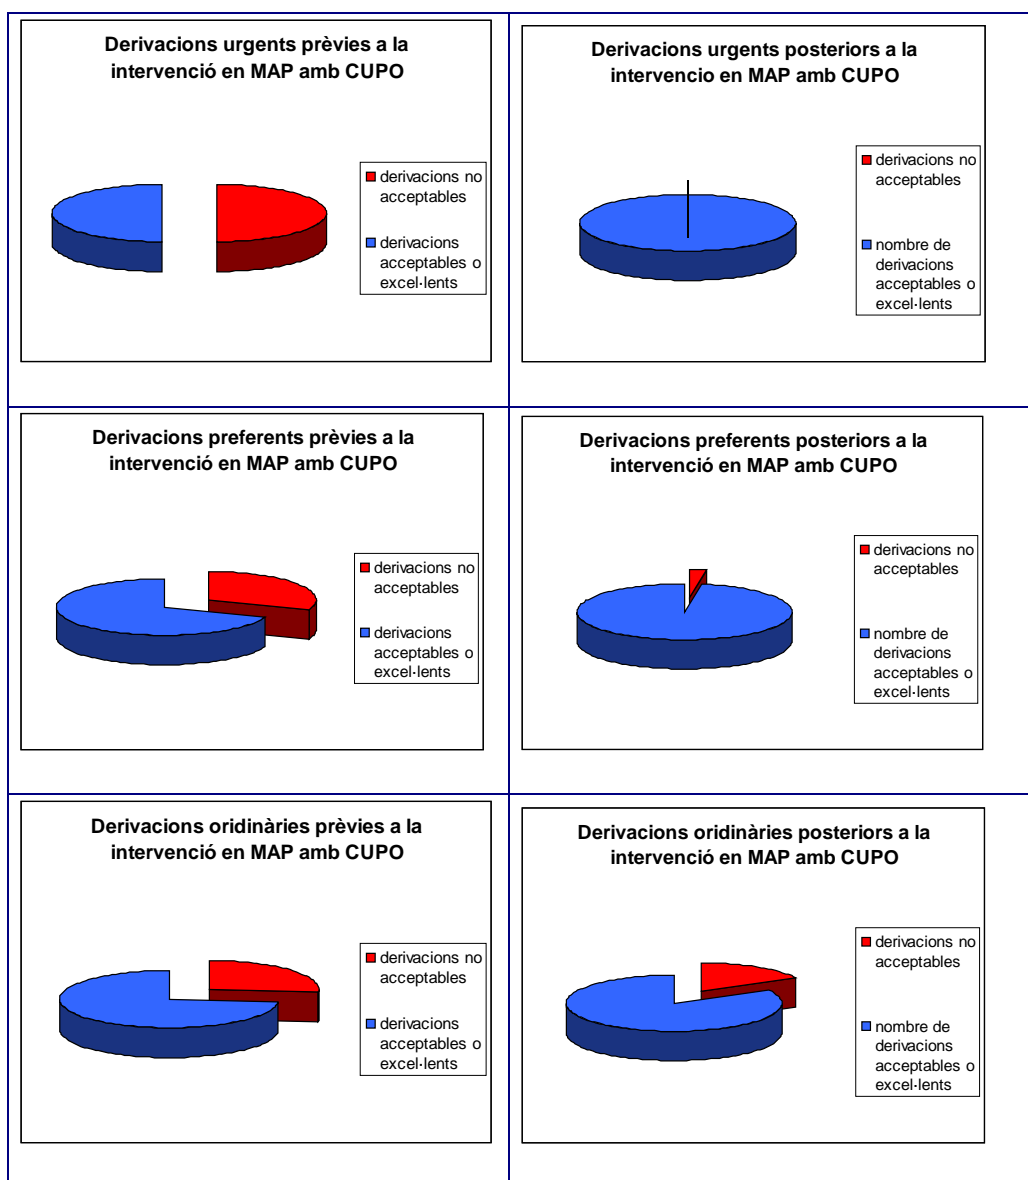 Derivacions urgents prèvies a la
intervenció en MAP amb CUPO
derivacions no
acceptables
derivacions
acceptables o
excel·lents
Derivacions urgents posteriors a la
intervencio en MAP amb CUPO
derivacions no
acceptables
nombre de
derivacions
acceptables o
excel·lents
Derivacions preferents prèvies a la
intervenció en MAP amb CUPO
derivacions no
acceptables
derivacions
acceptables o
excel·lents
Derivacions preferents posteriors a la
intervenció en MAP amb CUPO
derivacions no
acceptables
nombre de
derivacions
acceptables o
excel·lents
Derivacions oridinàries prèvies a la
intervenció en MAP amb CUPO
derivacions no
acceptables
derivacions
acceptables o
excel·lents
Derivacions oridinàries posteriors a la
intervenció en MAP amb CUPO
derivacions no
acceptables
nombre de
derivacions
acceptables o
excel·lents